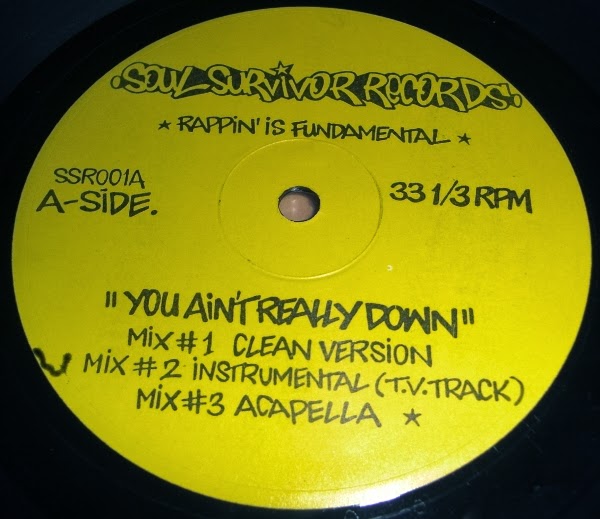 SOUL SURVIVOR RECORDS
★ RAPPiN' iS FUNDAMENTAL ★
SSR001A
A-SiDE.
33 1/3 RPM
"YOU AiN'T REALLY DOWN"
MiX #1 CLEAN VERSiON
MiX #2 iNSTRUMENTAL (T.V. TRACK)
MiX #3 ACAPELLA ★